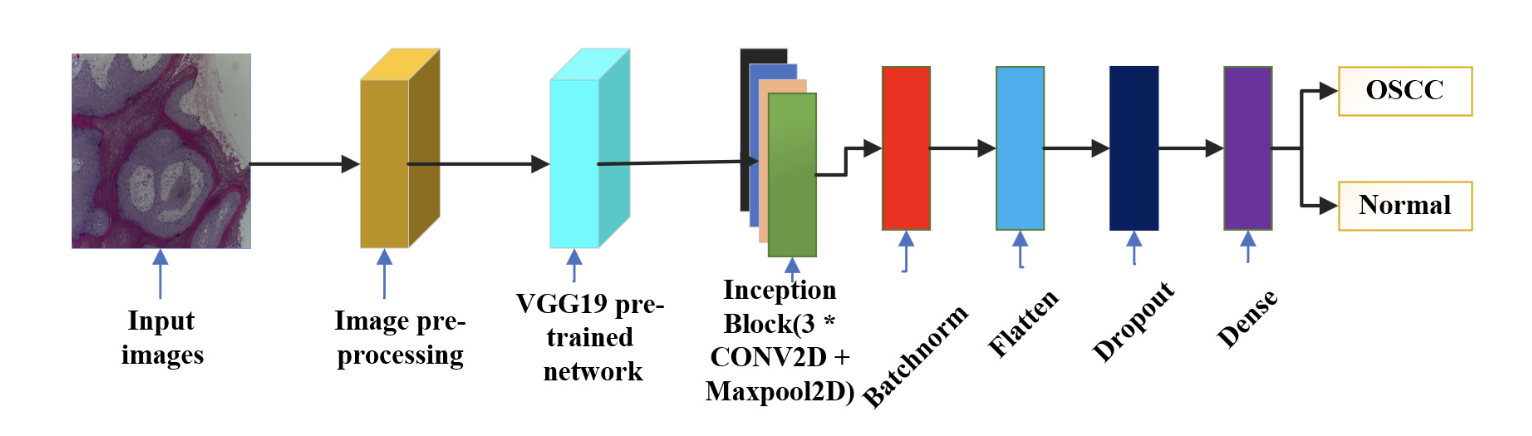 OSCC
Normal
Input
images
Image pre-
processing
VGG19 pre-
trained
network
Inception
Block(3 *
CONV2D +
Maxpool2D)
Batchnorm
Flatten
Dropout
Dense